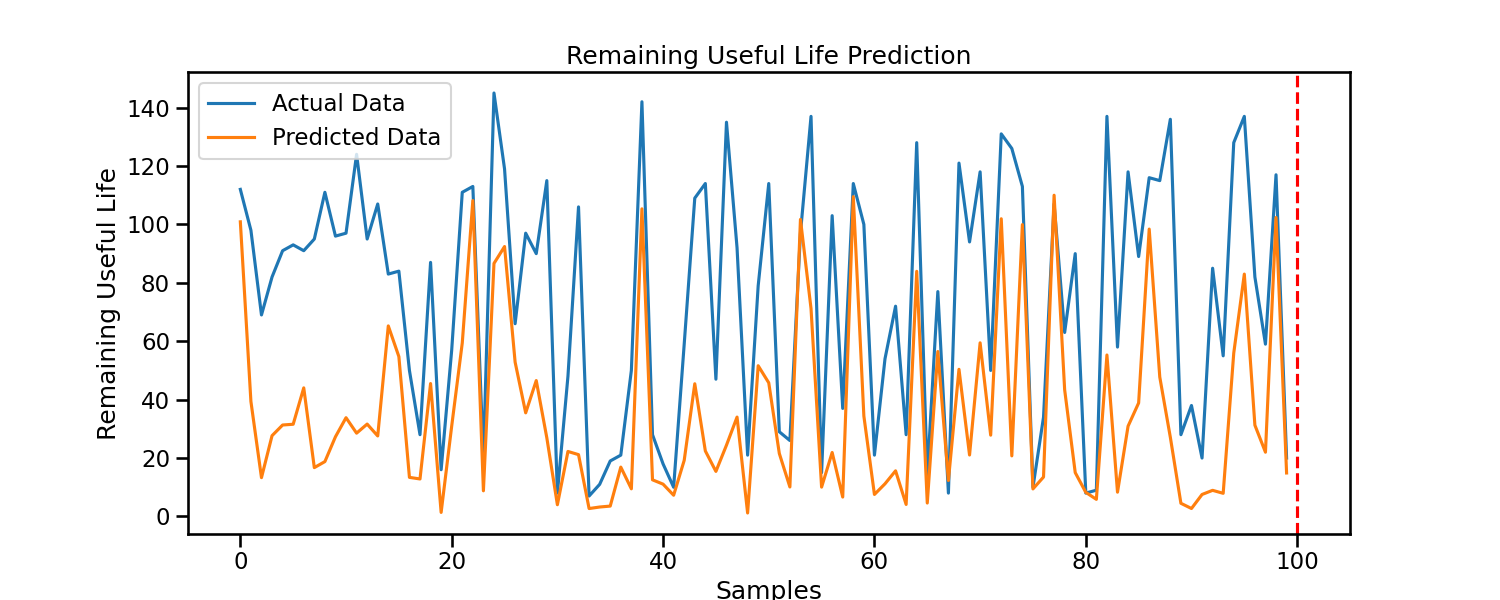 Remaining Useful Life Prediction
Actual Data
Predicted Data
Remaining Useful Life
140
120
100
80
60
40
20
0
0 20 40 60 80 100
Samples